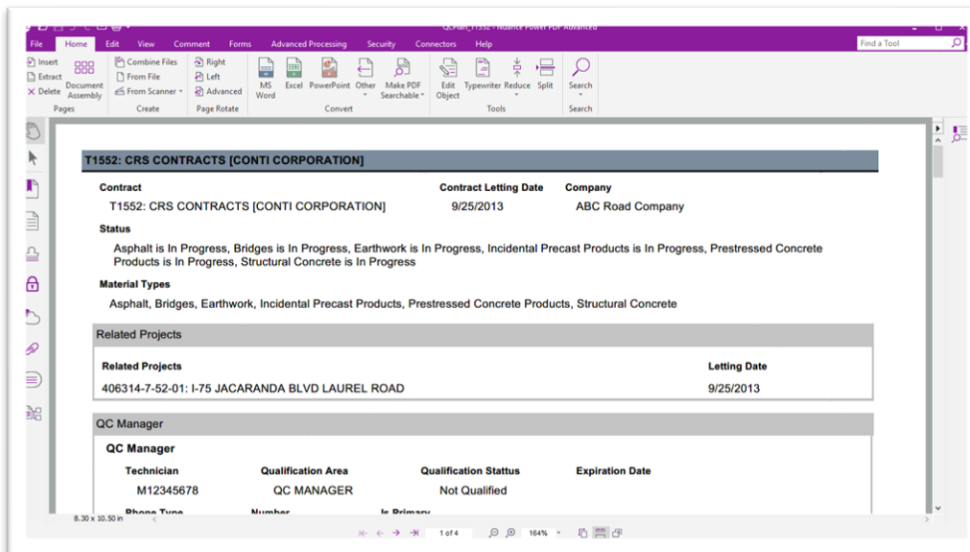 QCPlan_T1552 - Nuance Power PDF Advanced
File Home Edit View Comment Forms Advanced Processing Security Connectors Help Find a Tool
Insert Combine Files Right
Extract From File Left
Delete Document Assembly From Scanner Advanced MS Word Excel PowerPoint Other Make PDF Searchable Edit Object Typewriter Reduce Split Search
Pages Create Page Rotate Convert Tools Search
T1552: CRS CONTRACTS [CONTI CORPORATION]
Contract Contract Letting Date Company
T1552: CRS CONTRACTS [CONTI CORPORATION] 9/25/2013 ABC Road Company
Status
Asphalt is In Progress, Bridges is In Progress, Earthwork is In Progress, Incidental Precast Products is In Progress, Prestressed Concrete
Products is In Progress, Structural Concrete is In Progress
Material Types
Asphalt, Bridges, Earthwork, Incidental Precast Products, Prestressed Concrete Products, Structural Concrete
Related Projects
Related Projects Letting Date
406314-7-52-01: I-75 JACARANDA BLVD LAUREL ROAD 9/25/2013
QC Manager
QC Manager
Technician Qualification Area Qualification Stattus Expiration Date
M12345678 QC MANAGER Not Qualified
Phone Type Number Is Primary
8.30 x 10.50 in
1 of 4 164%